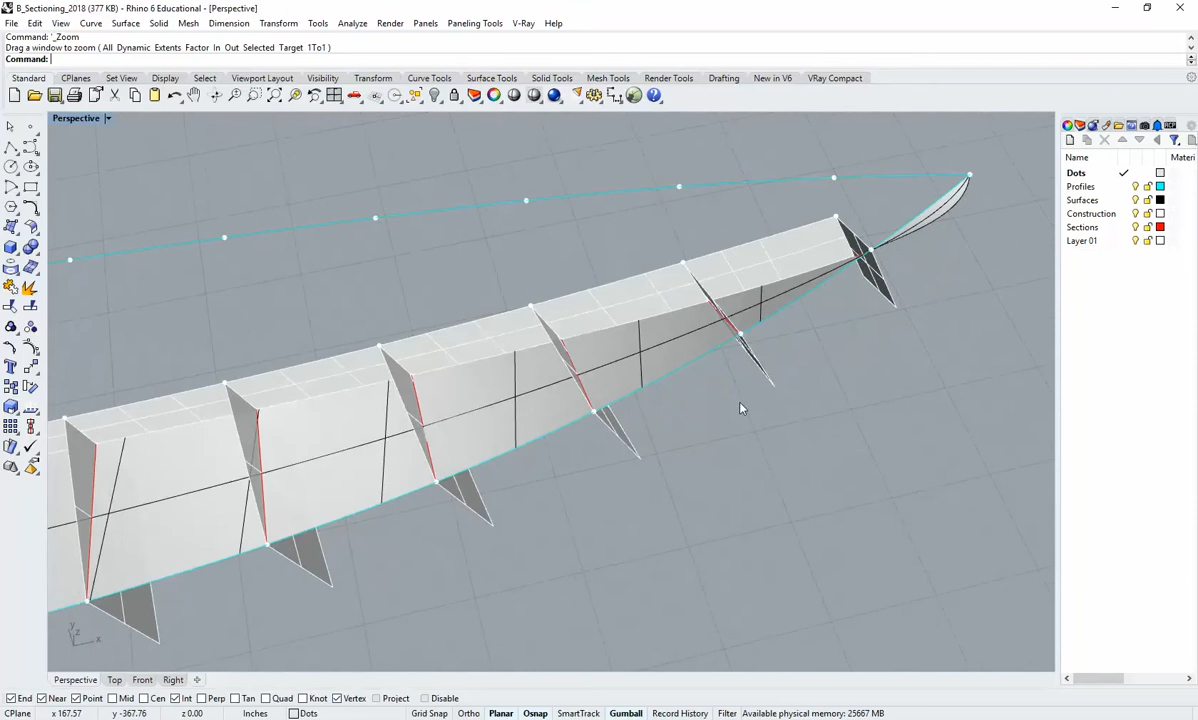 B_Sectioning_2018 (377 KB) - Rhino 6 Educational - [Perspective]
File Edit View Curve Surface Solid Mesh Dimension Transform Tools Analyze Render Panels Paneling Tools V-Ray Help
Command: '_Zoom
Drag a window to zoom ( All Dynamic Extents Factor In Out Selected Target 1To1 )
Command:
Standard CPlanes Set View Display Select Viewport Layout Visibility Transform Curve Tools Surface Tools Solid Tools Mesh Tools Render Tools Drafting New in V6 VRay Compact
Perspective
Name Materi
Dots
Profiles
Surfaces
Construction
Sections
Layer 01
y
z
x
Perspective Top Front Right
End Near Point Mid Cen Int Perp Tan Quad Knot Vertex Project Disable
CPlane x 167.57 y -367.76 z 0.00 Inches Dots Grid Snap Ortho Planar Osnap SmartTrack Gumball Record History Filter Available physical memory: 25667 MB